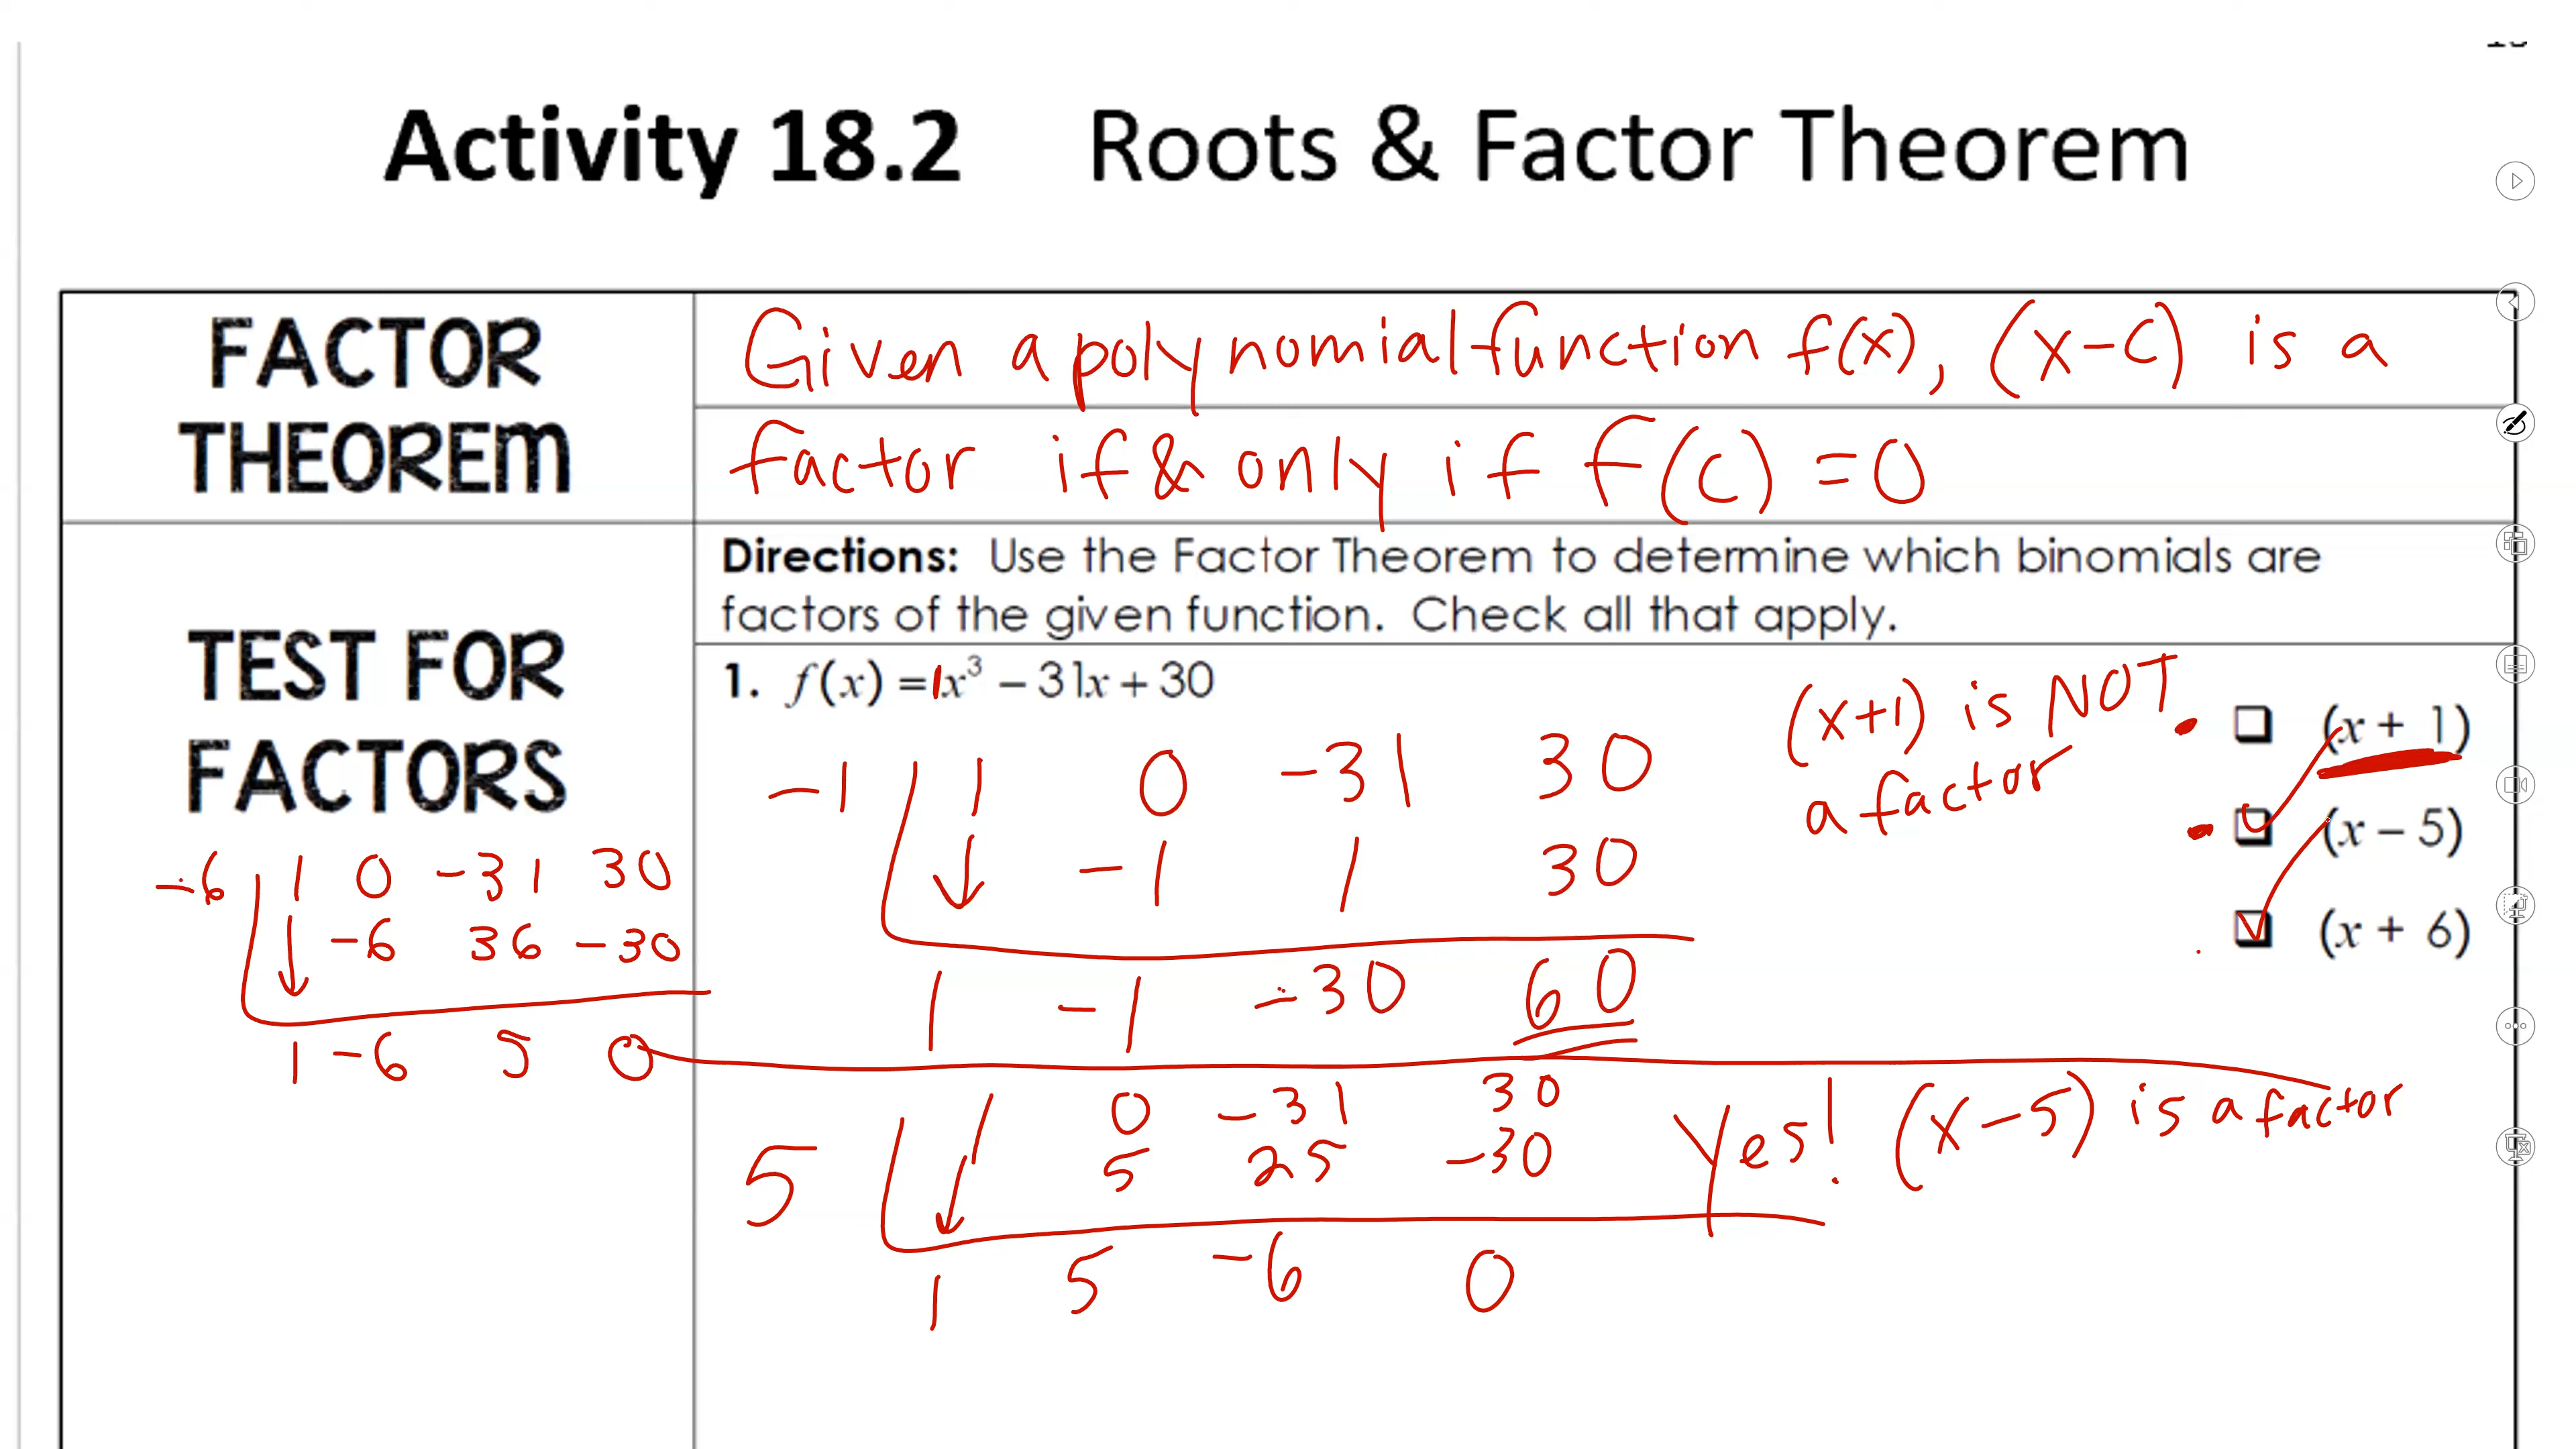 Activity 18.2 Roots & Factor Theorem
FACTOR
THEOREM
Given a polynomial function f(x), (x-c) is a
factor if & only if f(c) = 0
TEST FOR
FACTORS
Directions: Use the Factor Theorem to determine which binomials are
factors of the given function. Check all that apply.
1. f(x) = 1x³ − 31x + 30
(x+1) is NOT
a factor
(x + 1)
(x − 5)
(x + 6)
-1 1 0 -31 30
-1 1 30
1 -1 -30 60
-6 1 0 -31 30
-6 36 -30
1 -6 5 0
5 1 0 -31 30
5 25 -30
1 5 -6 0
Yes! (x-5) is a factor